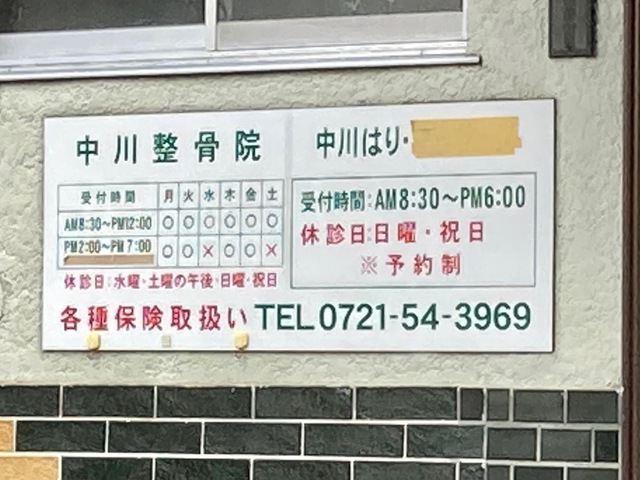 中川整骨院
受付時間 月 火 水 木 金 土
AM8:30〜PM12:00 ○ ○ ○ ○ ○ ○
PM2:00〜PM7:00 ○ ○ × ○ ○ ×
休診日:水曜・土曜の午後・日曜・祝日
中川はり・
受付時間:AM8:30〜PM6:00
休診日:日曜・祝日
※予約制
各種保険取扱い TEL0721-54-3969